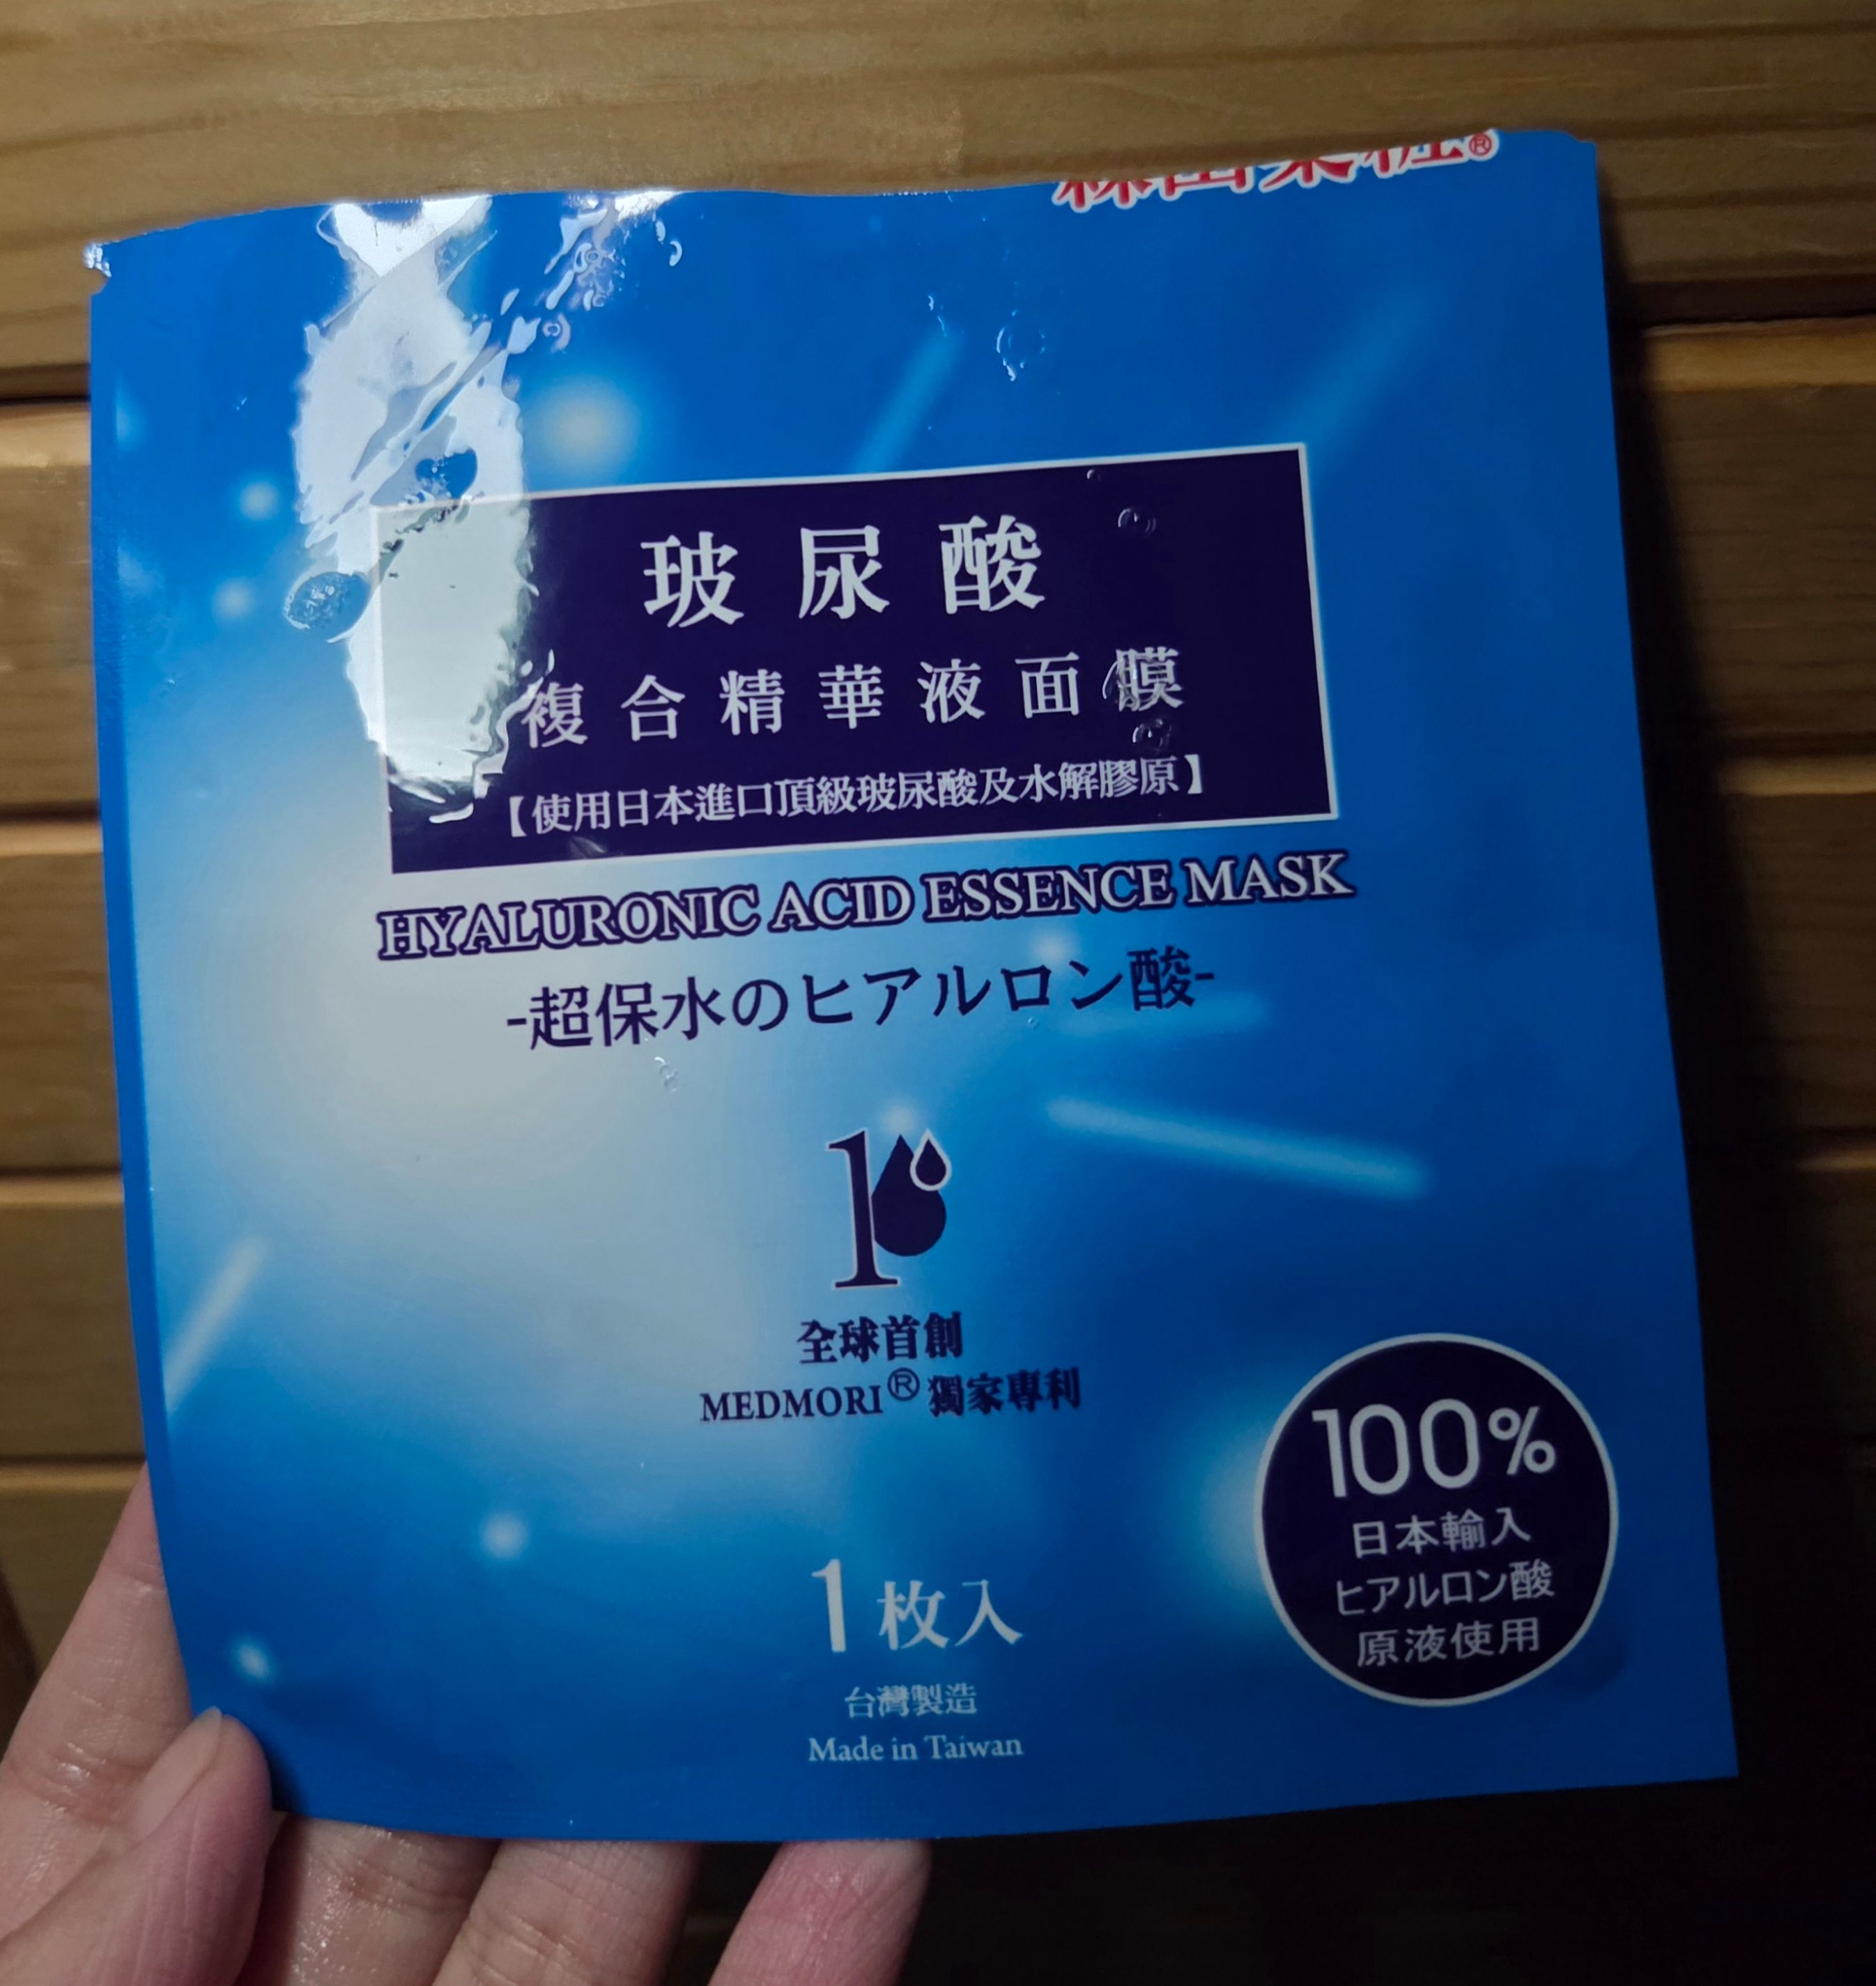 玻尿酸
複合精華液面膜
【使用日本進口頂級玻尿酸及水解膠原】
HYALURONIC ACID ESSENCE MASK
-超保水のヒアルロン酸-
1
全球首創
MEDMORI® 獨家專利
100%
日本輸入
ヒアルロン酸
原液使用
1枚入
台灣製造
Made in Taiwan